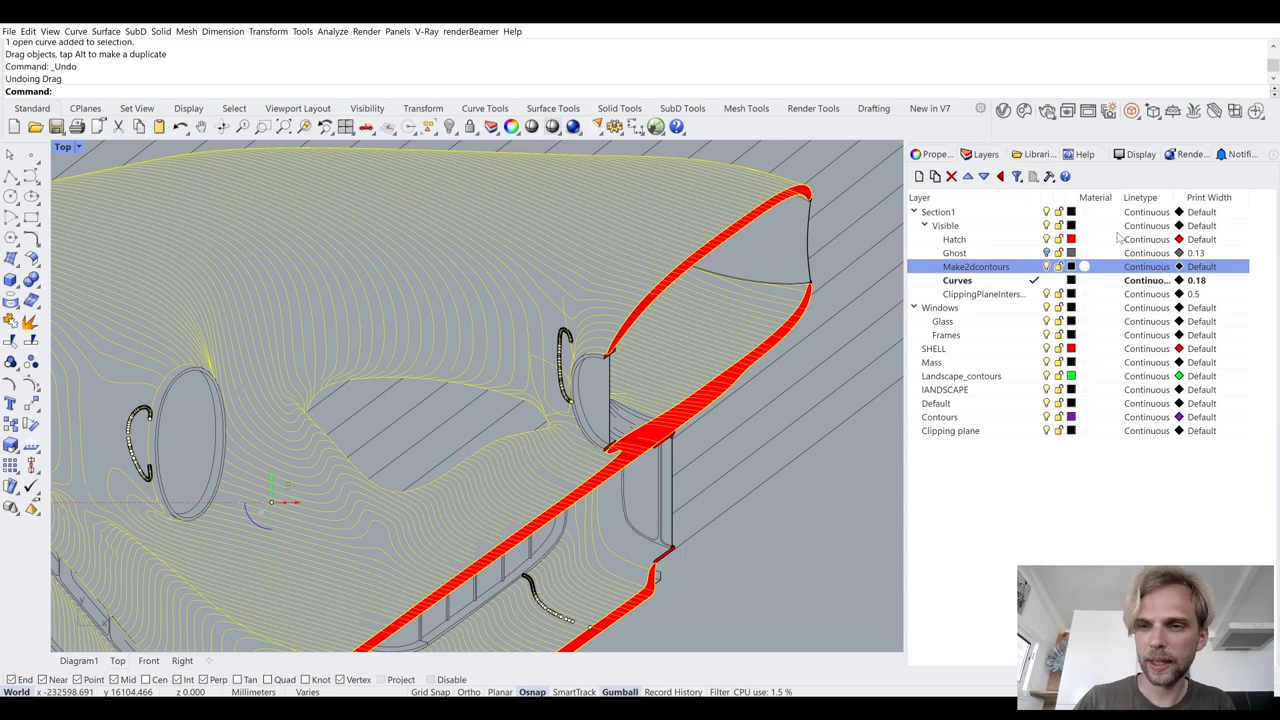 File Edit View Curve Surface SubD Solid Mesh Dimension Transform Tools Analyze Render Panels V-Ray renderBeamer Help
1 open curve added to selection.
Drag objects, tap Alt to make a duplicate
Command: _Undo
Undoing Drag
Command:
Standard CPlanes Set View Display Select Viewport Layout Visibility Transform Curve Tools Surface Tools Solid Tools SubD Tools Mesh Tools Render Tools Drafting New in V7
Top
Prope... Layers Librari... Help Display Rende... Notifi...
Layer Material Linetype Print Width
Section1 Continuous Default
Visible Continuous Default
Hatch Continuous Default
Ghost Continuous 0.13
Make2dcontours Continuous Default
Curves Continuo... 0.18
ClippingPlaneInters... Continuous 0.5
Windows Continuous Default
Glass Continuous Default
Frames Continuous Default
SHELL Continuous Default
Mass Continuous Default
Landscape_contours Continuous Default
lANDSCAPE Continuous Default
Default Continuous Default
Contours Continuous Default
Clipping plane Continuous Default
Diagram1 Top Front Right
End Near Point Mid Cen Int Perp Tan Quad Knot Vertex Project Disable
World x -232598.691 y 16104.466 z 0.000 Millimeters Varies Grid Snap Ortho Planar Osnap SmartTrack Gumball Record History Filter CPU use: 1.5 %